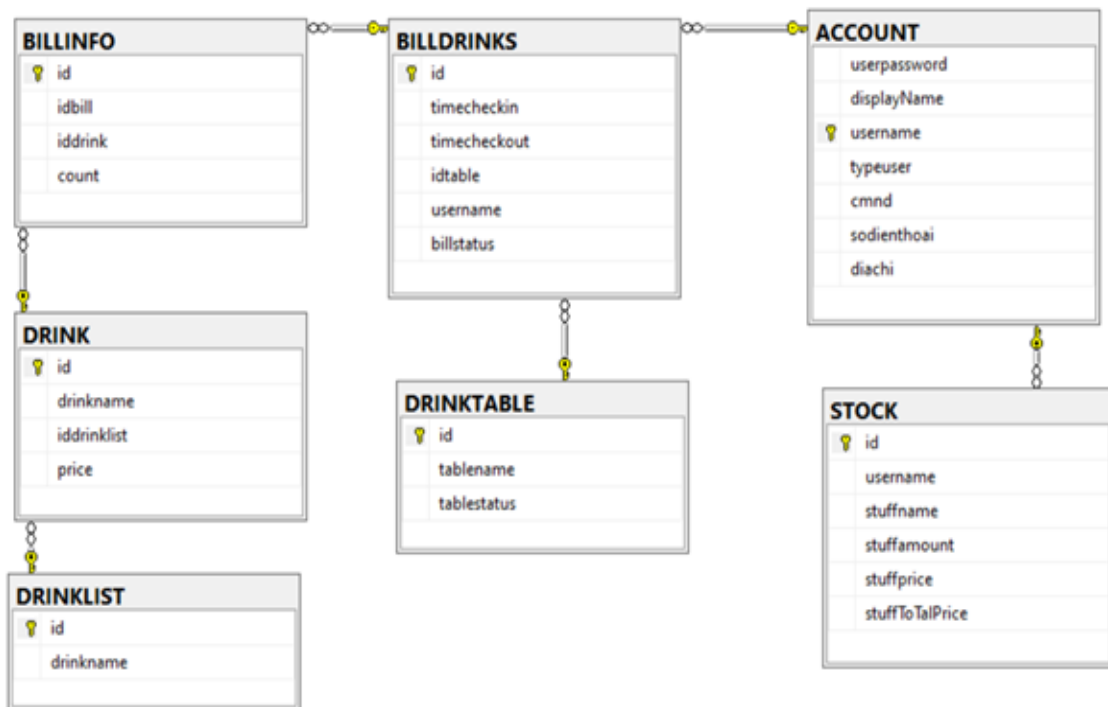 BILLINFO
id
idbill
iddrink
count
BILLDRINKS
id
timecheckin
timecheckout
idtable
username
billstatus
ACCOUNT
userpassword
displayName
username
typeuser
cmnd
sodienthoai
diachi
DRINK
id
drinkname
iddrinklist
price
DRINKTABLE
id
tablename
tablestatus
STOCK
id
username
stuffname
stuffamount
stuffprice
stuffToTalPrice
DRINKLIST
id
drinkname